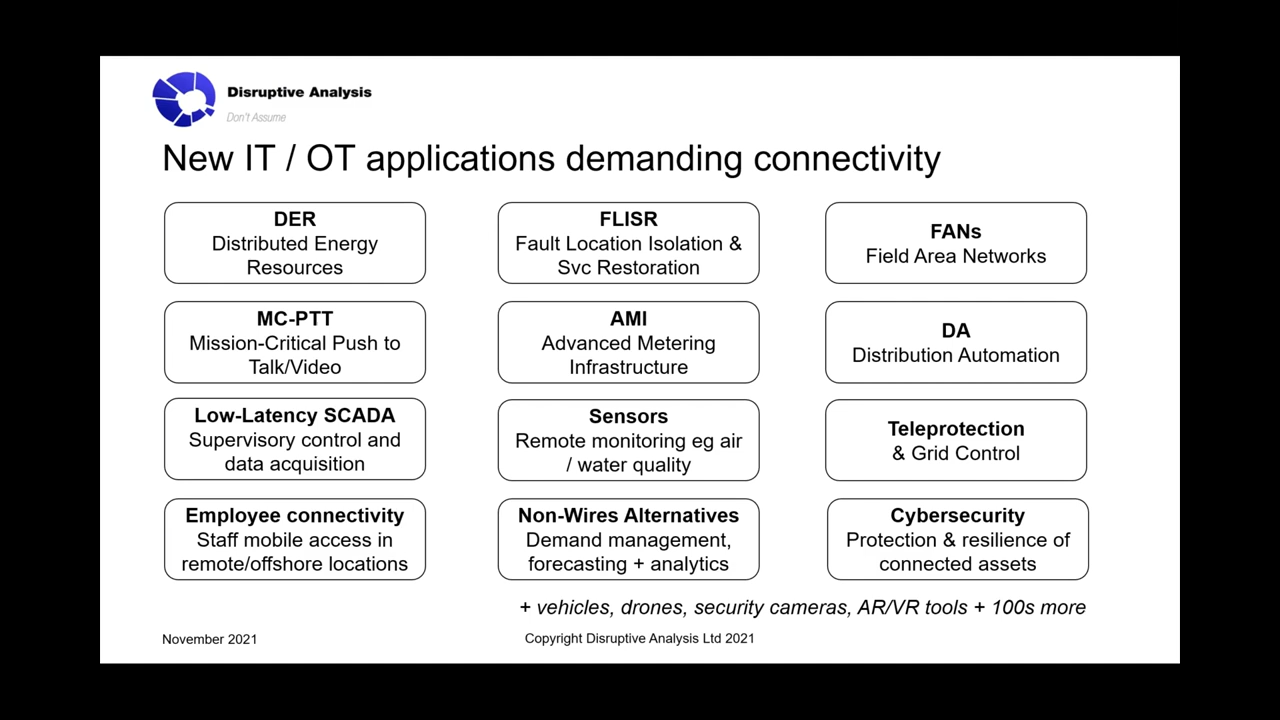 Disruptive Analysis
Don't Assume
New IT / OT applications demanding connectivity
DER
Distributed Energy
Resources
FLISR
Fault Location Isolation &
Svc Restoration
FANs
Field Area Networks
MC-PTT
Mission-Critical Push to
Talk/Video
AMI
Advanced Metering
Infrastructure
DA
Distribution Automation
Low-Latency SCADA
Supervisory control and
data acquisition
Sensors
Remote monitoring eg air
/ water quality
Teleprotection
& Grid Control
Employee connectivity
Staff mobile access in
remote/offshore locations
Non-Wires Alternatives
Demand management,
forecasting + analytics
Cybersecurity
Protection & resilience of
connected assets
+ vehicles, drones, security cameras, AR/VR tools + 100s more
November 2021
Copyright Disruptive Analysis Ltd 2021